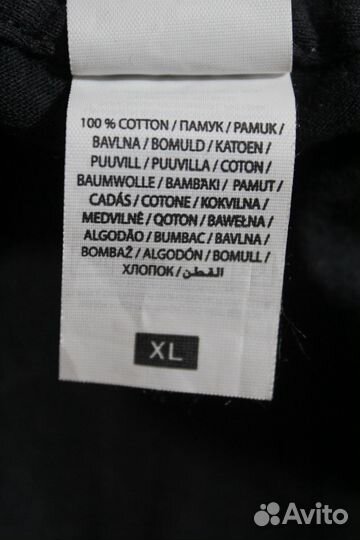 100 % COTTON / ПАМУК / PAMUK /
BAVLNA / BOMULD / KATOEN /
PUUVILL / PUUVILLA / COTON /
BAUMWOLLE / BAMBAKI / PAMUT /
CADÁS / COTONE / KOKVILNA /
MEDVILNĖ / QOTON / BAWEŁNA /
ALGODÃO / BUMBAC / BAVLNA /
BOMBAŽ / ALGODÓN / BOMULL /
ХЛОПОК / القطن
XL
Avito